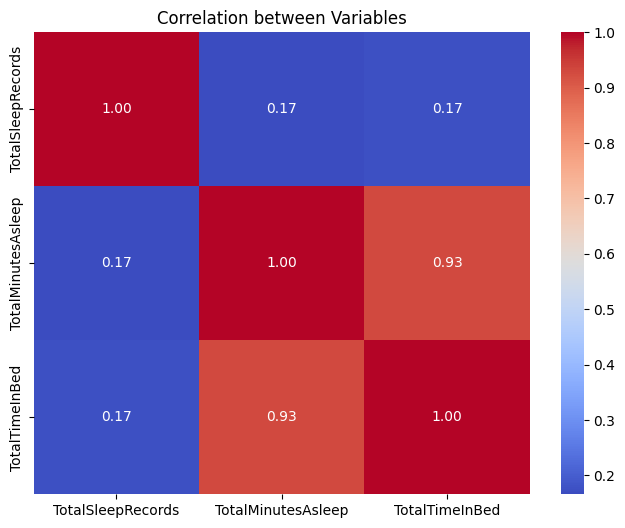 Correlation between Variables
TotalSleepRecords
1.00 0.17 0.17
TotalMinutesAsleep
0.17 1.00 0.93
TotalTimeInBed
0.17 0.93 1.00
TotalSleepRecords TotalMinutesAsleep TotalTimeInBed
1.0
0.9
0.8
0.7
0.6
0.5
0.4
0.3
0.2